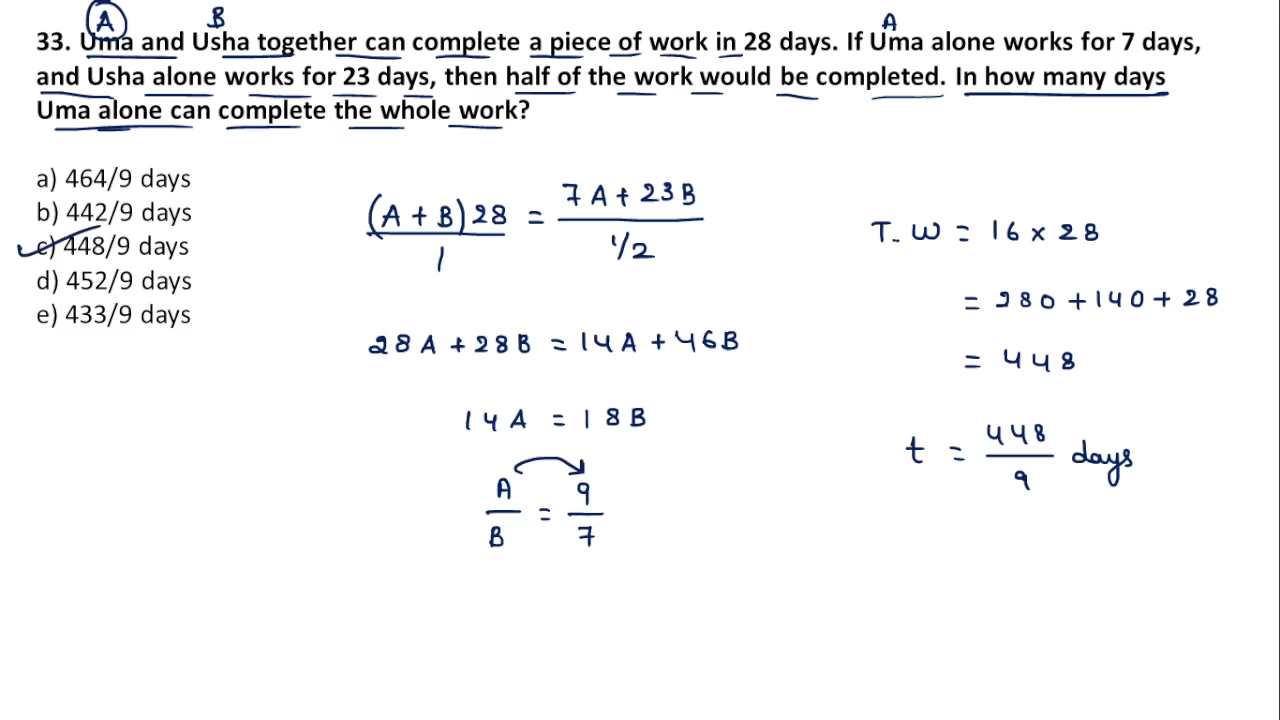 A B A
33. Uma and Usha together can complete a piece of work in 28 days. If Uma alone works for 7 days,
and Usha alone works for 23 days, then half of the work would be completed. In how many days
Uma alone can complete the whole work?
a) 464/9 days
b) 442/9 days
c) 448/9 days
d) 452/9 days
e) 433/9 days
(A + B) 28 / 1 = 7A + 23B / 1/2
28A + 28B = 14A + 46B
14A = 18B
A/B = 9/7
T. W = 16 × 28
= 280 + 140 + 28
= 448
t = 448/9 days